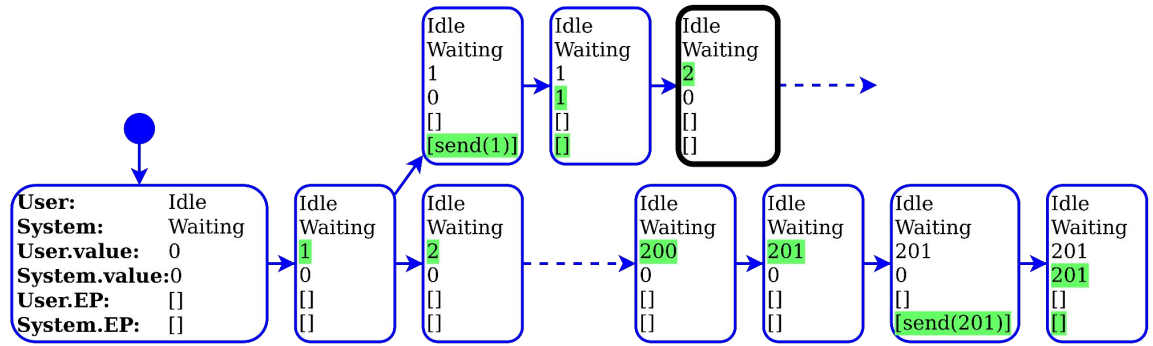 Idle
Waiting
1
0
[]
[send(1)]
Idle
Waiting
1
1
[]
[]
Idle
Waiting
2
0
[]
[]
User: Idle
System: Waiting
User.value: 0
System.value:0
User.EP: []
System.EP: []
Idle
Waiting
1
0
[]
[]
Idle
Waiting
2
0
[]
[]
Idle
Waiting
200
0
[]
[]
Idle
Waiting
201
0
[]
[]
Idle
Waiting
201
0
[]
[send(201)]
Idle
Waiting
201
201
[]
[]